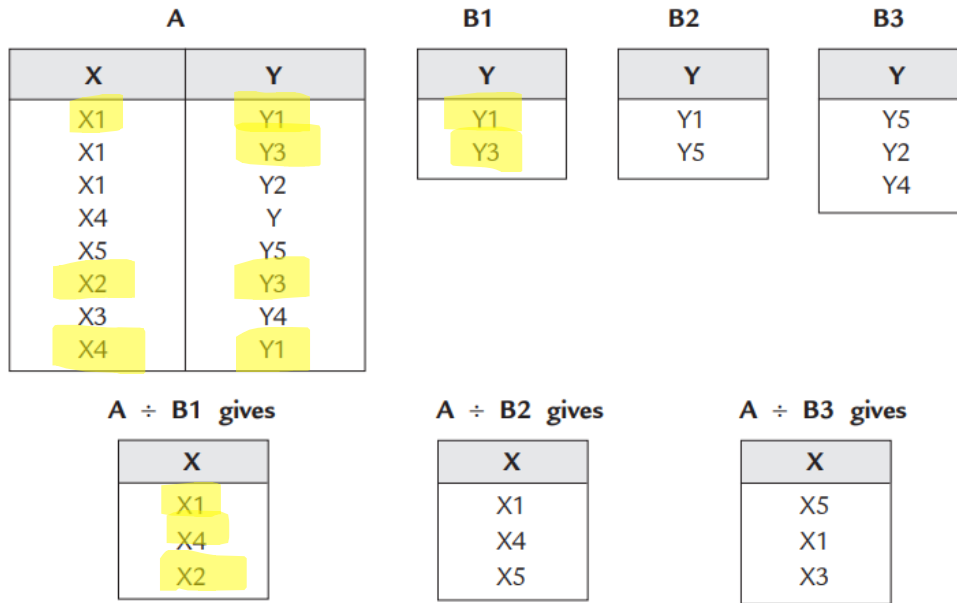 A B1 B2 B3
X Y Y Y Y
X1 Y1 Y1 Y1 Y5
X1 Y3 Y3 Y5 Y2
X1 Y2 Y4
X4 Y
X5 Y5
X2 Y3
X3 Y4
X4 Y1
A ÷ B1 gives A ÷ B2 gives A ÷ B3 gives
X X X
X1 X1 X5
X4 X4 X1
X2 X5 X3